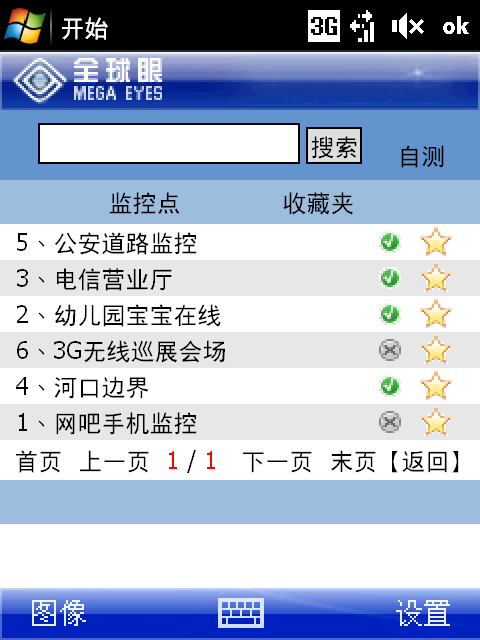 开始 3G ok
全球眼
MEGA EYES
搜索 自测
监控点 收藏夹
5、公安道路监控
3、电信营业厅
2、幼儿园宝宝在线
6、3G无线巡展会场
4、河口边界
1、网吧手机监控
首页 上一页 1 / 1 下一页 末页【返回】
图像 设置